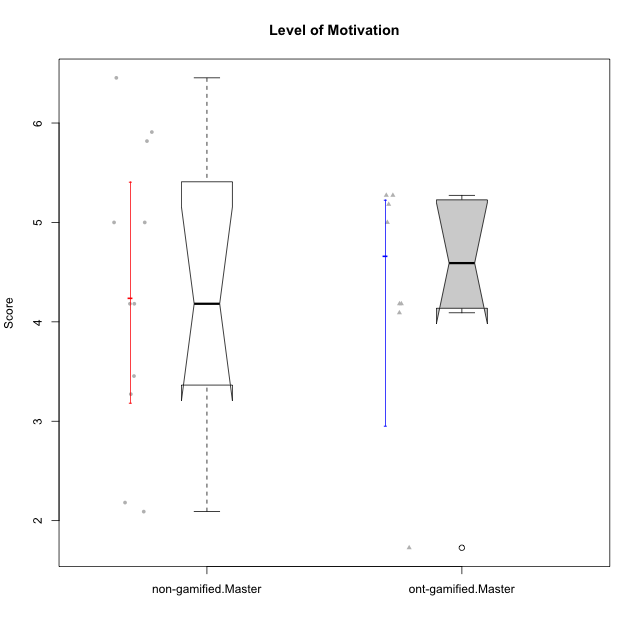 Level of Motivation
Score
6
5
4
3
2
non-gamified.Master
ont-gamified.Master